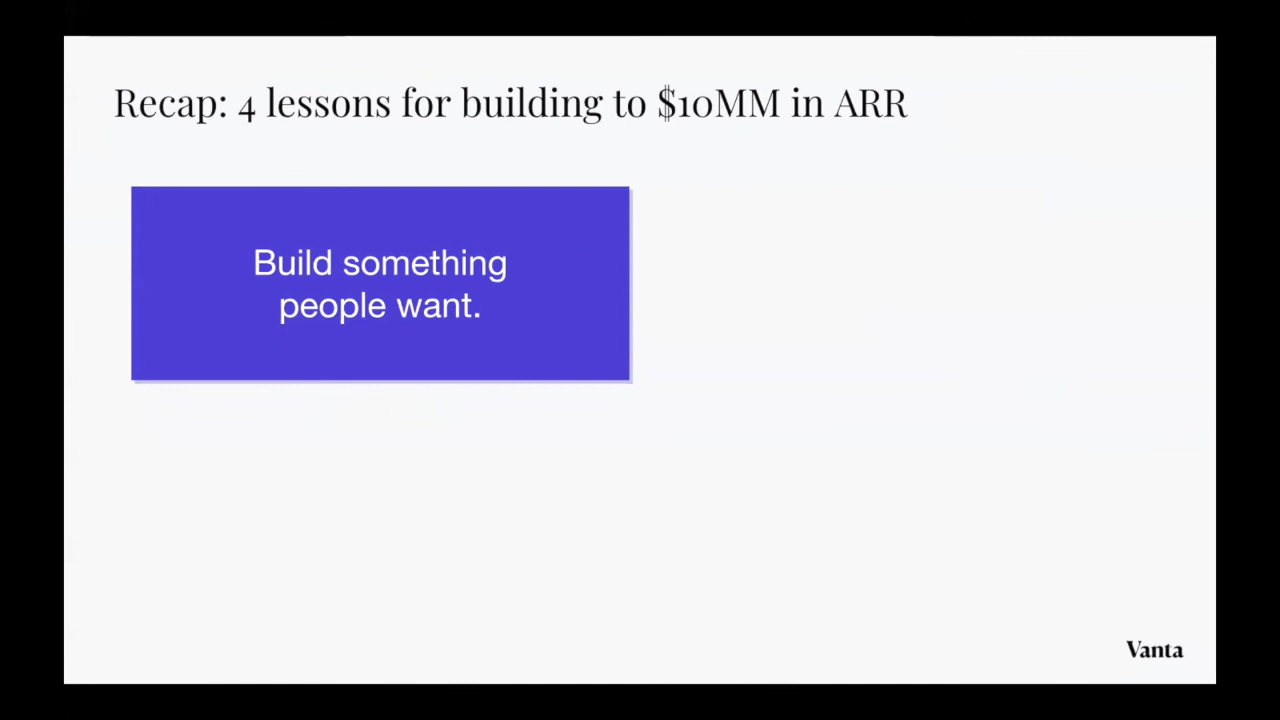 Recap: 4 lessons for building to $10MM in ARR
Build something
people want.
Vanta